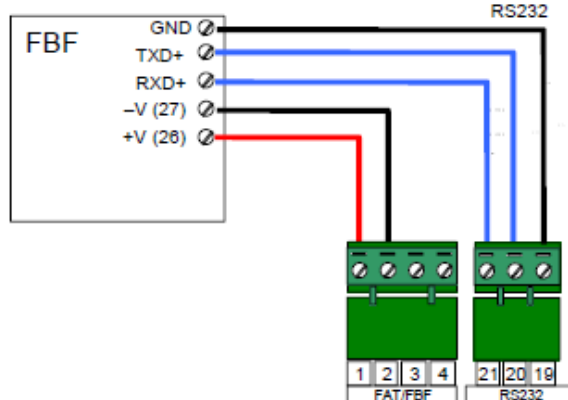 RS232
FBF
GND
TXD+
RXD+
–V (27)
+V (26)
1 2 3 4
21 20 19
FAT/FBF
RS232